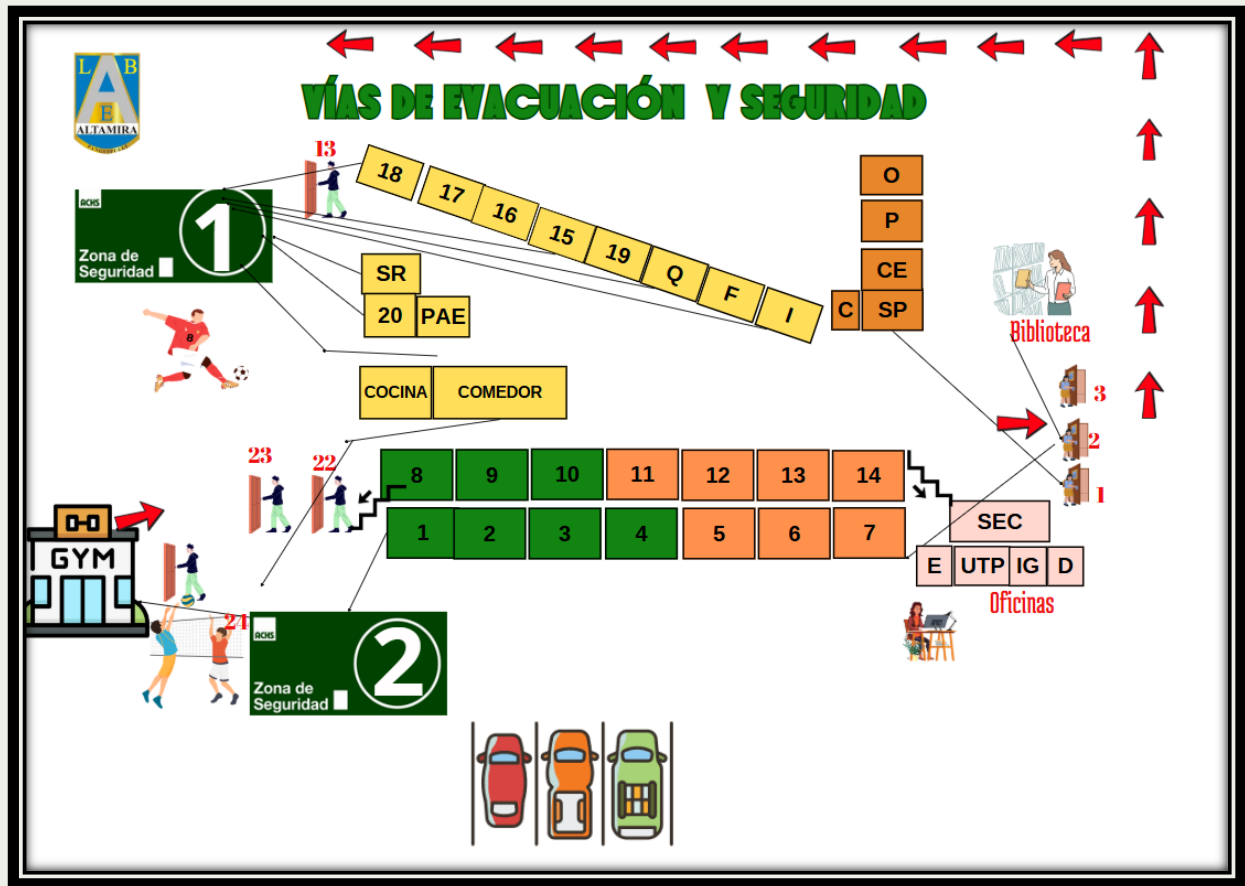 L B
A
E
ALTAMIRA
VÍAS DE EVACUACIÓN Y SEGURIDAD
13
18
17
16
15
19
Q
F
I
O
P
CE
C
SP
ACHS
Zona de
Seguridad
1
SR
20
PAE
8
Biblioteca
COCINA
COMEDOR
3
2
1
23
22
8
9
10
11
12
13
14
1
2
3
4
5
6
7
SEC
E
UTP
IG
D
Oficinas
GYM
24
ACHS
Zona de
Seguridad
2